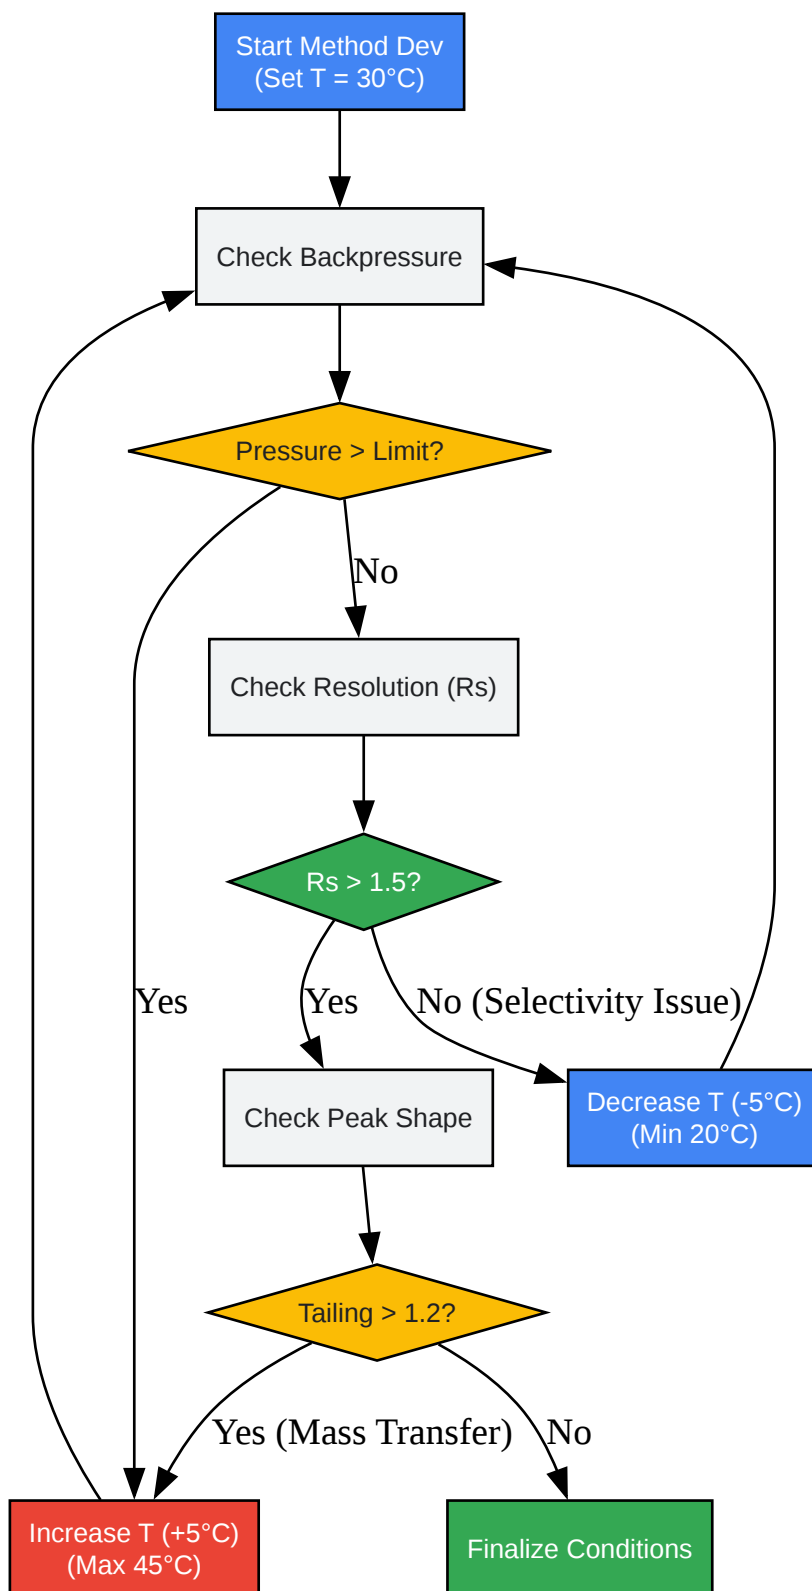 Start Method Dev
(Set T = 30°C)
Check Backpressure
Pressure > Limit?
No
Check Resolution (Rs)
Rs > 1.5?
Yes
Yes
No (Selectivity Issue)
Check Peak Shape
Decrease T (-5°C)
(Min 20°C)
Tailing > 1.2?
Yes (Mass Transfer)
No
Increase T (+5°C)
(Max 45°C)
Finalize Conditions